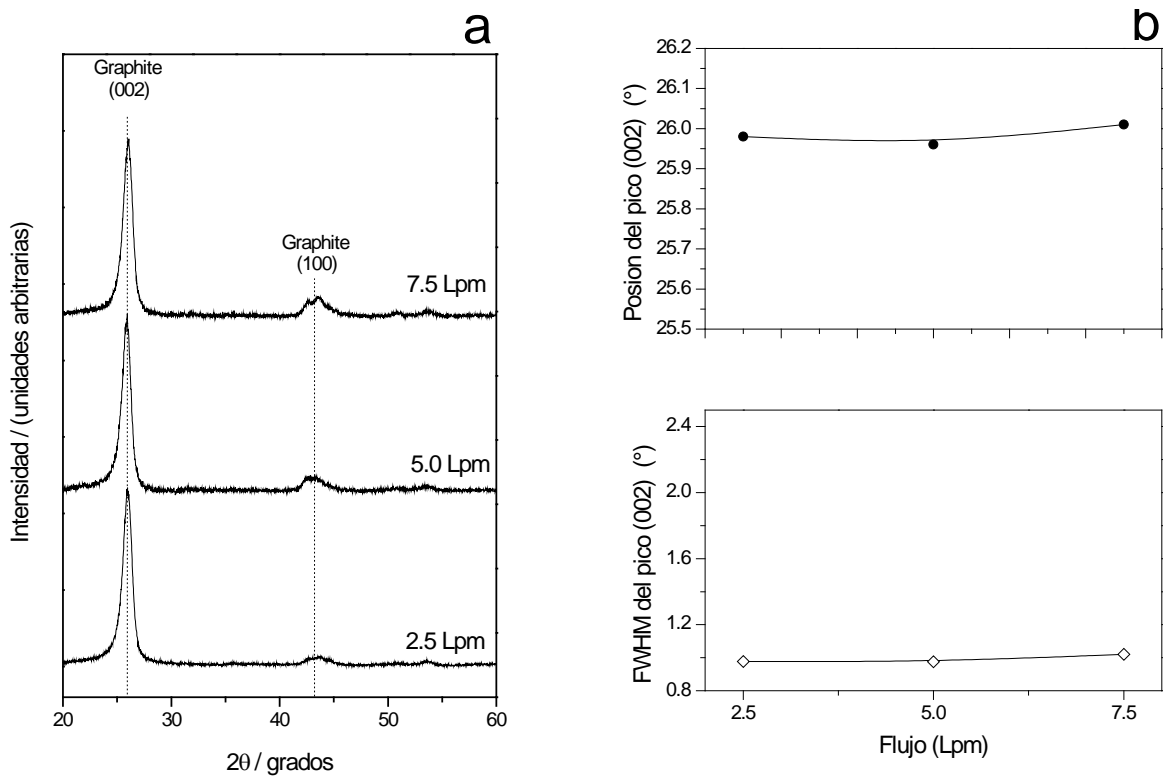 a
Graphite
(002)
Graphite
(100)
7.5 Lpm
5.0 Lpm
2.5 Lpm
Intensidad / (unidades arbitrarias)
20 30 40 50 60
2θ / grados
b
26.2
26.1
26.0
25.9
25.8
25.7
25.6
25.5
Posion del pico (002) (°)
2.4
2.0
1.6
1.2
0.8
FWHM del pico (002) (°)
2.5 5.0 7.5
Flujo (Lpm)